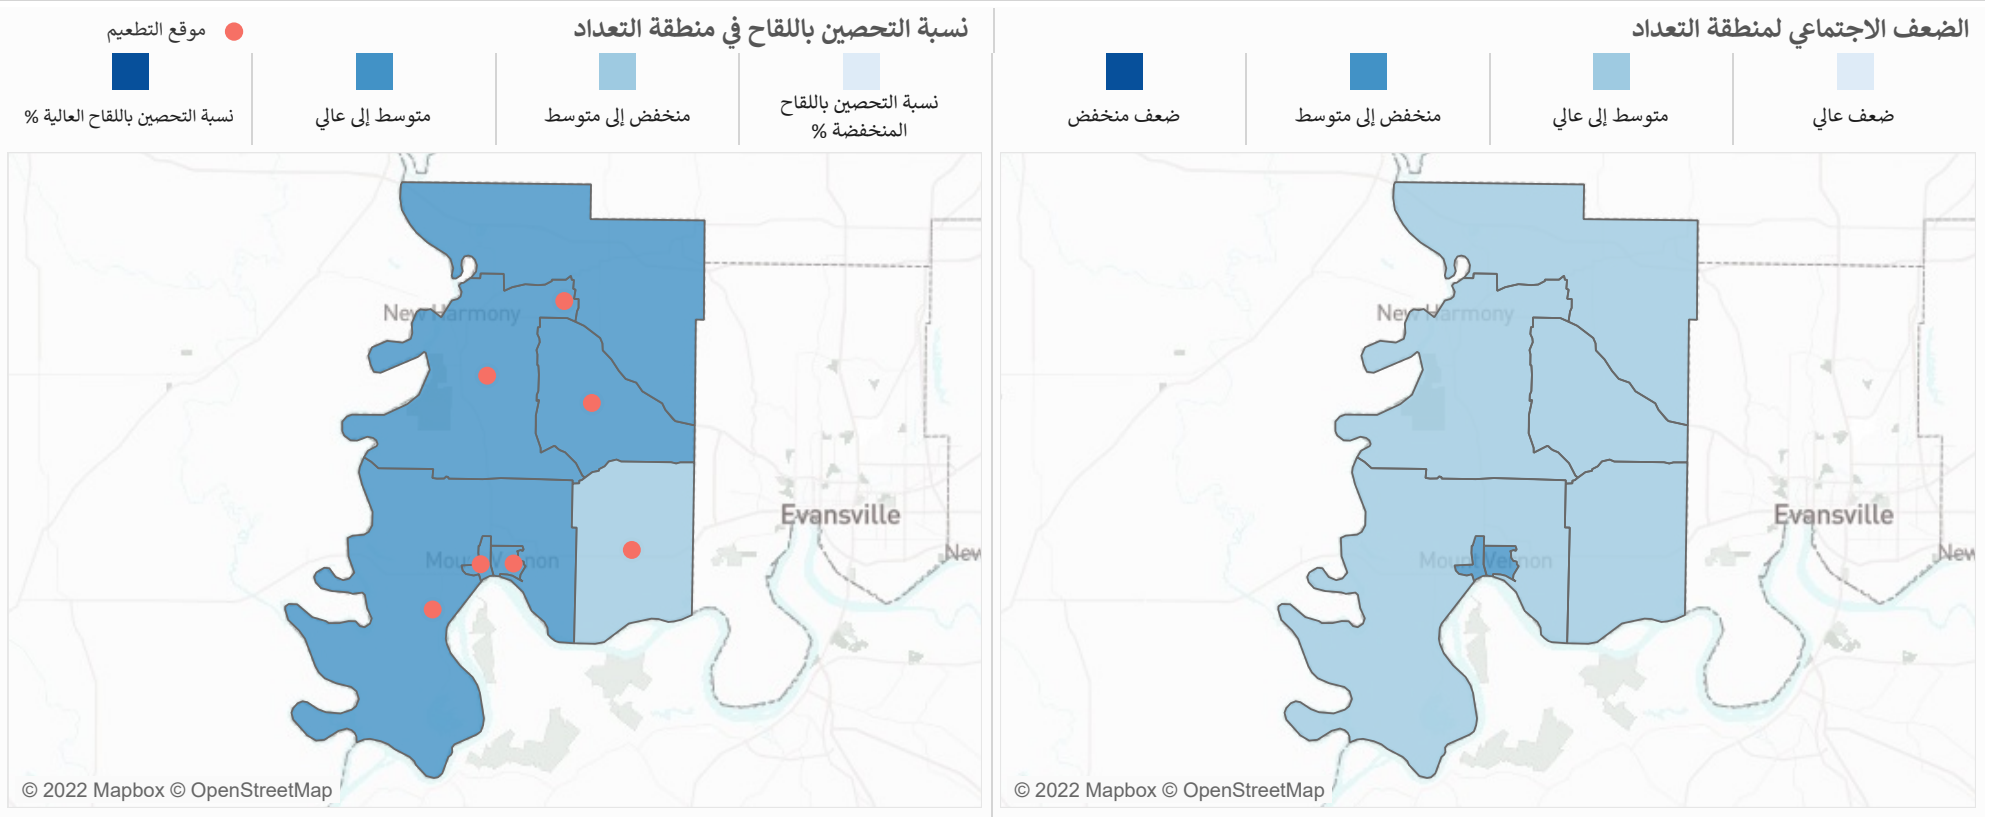 الضعف الاجتماعي لمنطقة التعداد
ضعف عالي
متوسط إلى عالي
منخفض إلى متوسط
ضعف منخفض
New Harmony
Evansville
Mount Vernon
New
© 2022 Mapbox © OpenStreetMap
نسبة التحصين باللقاح في منطقة التعداد
موقع التطعيم
نسبة التحصين باللقاح
المنخفضة %
منخفض إلى متوسط
متوسط إلى عالي
نسبة التحصين باللقاح العالية %
New Harmony
Evansville
Mount Vernon
New
© 2022 Mapbox © OpenStreetMap